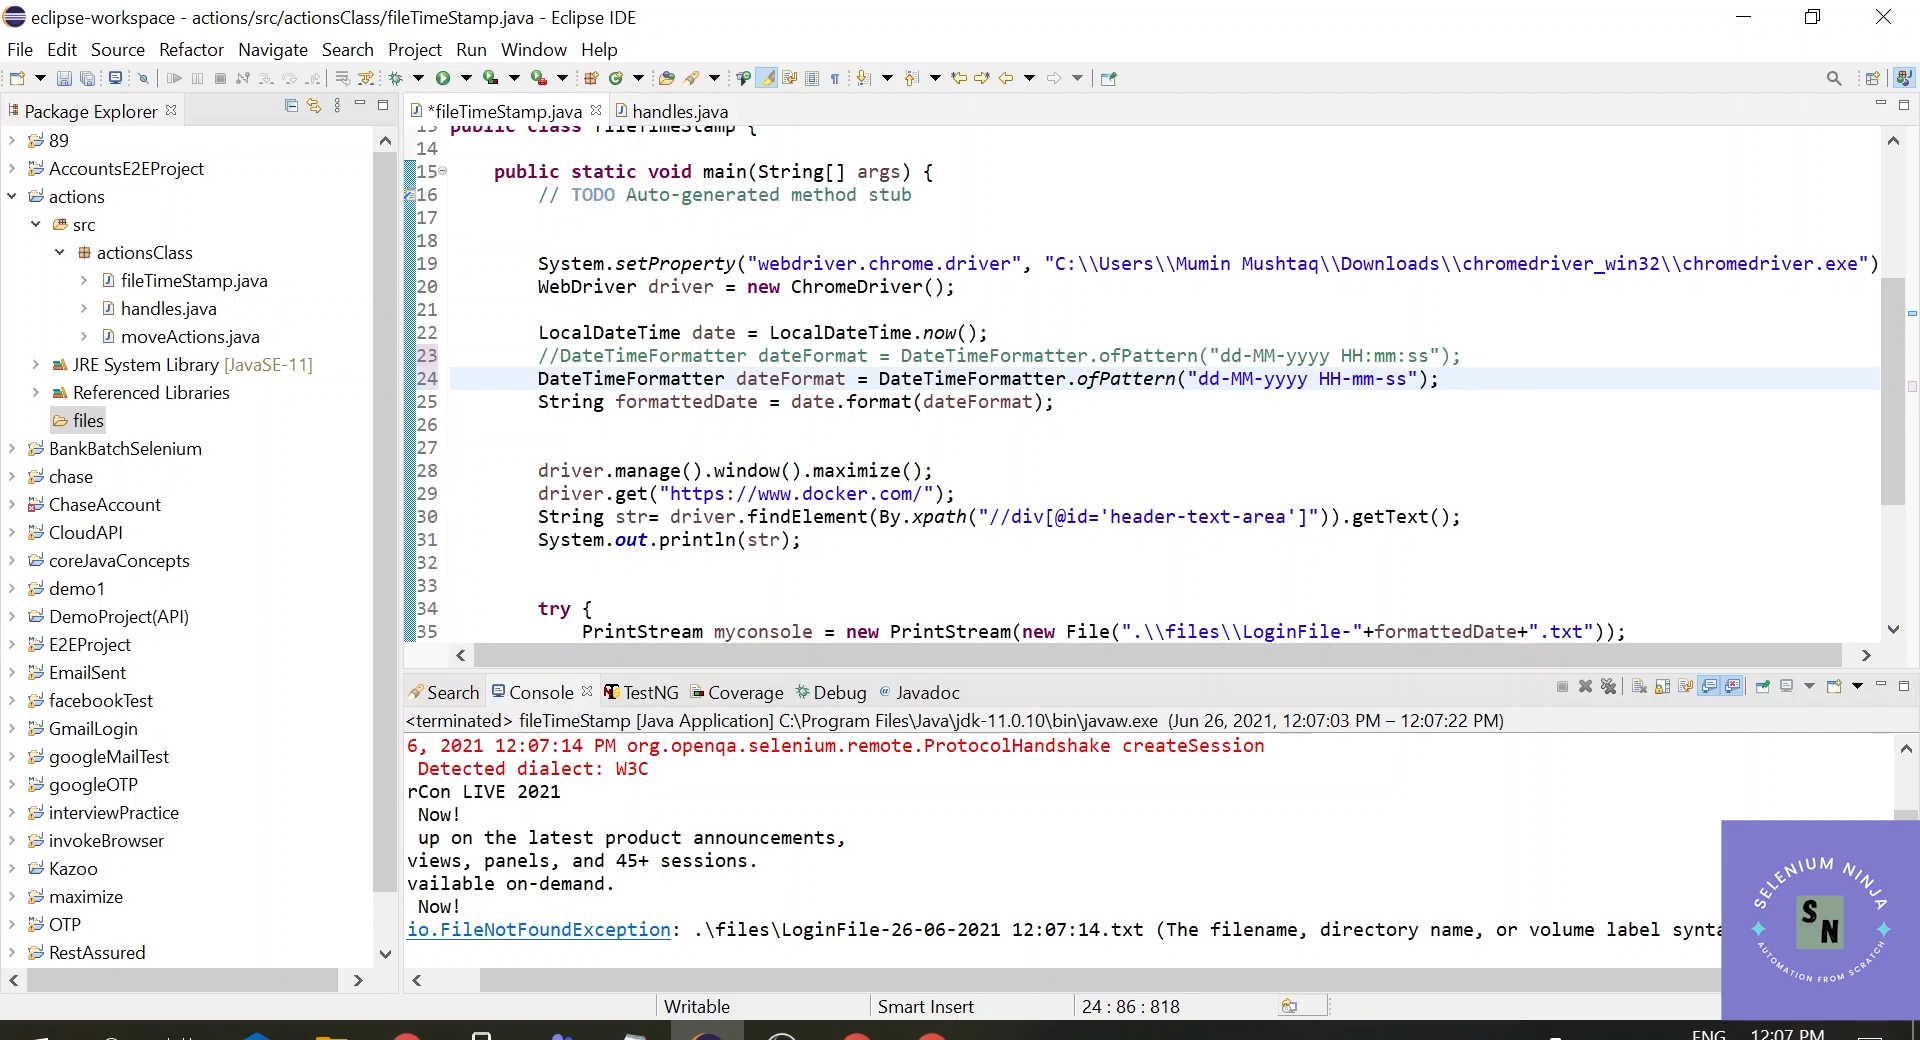 eclipse-workspace - actions/src/actionsClass/fileTimeStamp.java - Eclipse IDE
File Edit Source Refactor Navigate Search Project Run Window Help
Package Explorer
89
AccountsE2EProject
actions
src
actionsClass
fileTimeStamp.java
handles.java
moveActions.java
JRE System Library [JavaSE-11]
Referenced Libraries
files
BankBatchSelenium
chase
ChaseAccount
CloudAPI
coreJavaConcepts
demo1
DemoProject(API)
E2EProject
EmailSent
facebookTest
GmailLogin
googleMailTest
googleOTP
interviewPractice
invokeBrowser
Kazoo
maximize
OTP
RestAssured
*fileTimeStamp.java handles.java
13 public class fileTimeStamp {
14
15 public static void main(String[] args) {
16 // TODO Auto-generated method stub
17
18
19 System.setProperty("webdriver.chrome.driver", "C:\\Users\\Mumin Mushtaq\\Downloads\\chromedriver_win32\\chromedriver.exe")
20 WebDriver driver = new ChromeDriver();
21
22 LocalDateTime date = LocalDateTime.now();
23 //DateTimeFormatter dateFormat = DateTimeFormatter.ofPattern("dd-MM-yyyy HH:mm:ss");
24 DateTimeFormatter dateFormat = DateTimeFormatter.ofPattern("dd-MM-yyyy HH-mm-ss");
25 String formattedDate = date.format(dateFormat);
26
27
28 driver.manage().window().maximize();
29 driver.get("https://www.docker.com/");
30 String str= driver.findElement(By.xpath("//div[@id='header-text-area']")).getText();
31 System.out.println(str);
32
33
34 try {
35 PrintStream myconsole = new PrintStream(new File(".\\files\\LoginFile-"+formattedDate+".txt"));
Search Console TestNG Coverage Debug @ Javadoc
<terminated> fileTimeStamp [Java Application] C:\Program Files\Java\jdk-11.0.10\bin\javaw.exe (Jun 26, 2021, 12:07:03 PM – 12:07:22 PM)
6, 2021 12:07:14 PM org.openqa.selenium.remote.ProtocolHandshake createSession
Detected dialect: W3C
rCon LIVE 2021
Now!
up on the latest product announcements,
views, panels, and 45+ sessions.
vailable on-demand.
Now!
io.FileNotFoundException: .\files\LoginFile-26-06-2021 12:07:14.txt (The filename, directory name, or volume label synta
SELENIUM NINJA
SN
AUTOMATION FROM SCRATCH
Writable Smart Insert 24 : 86 : 818
ENG 12:07 PM